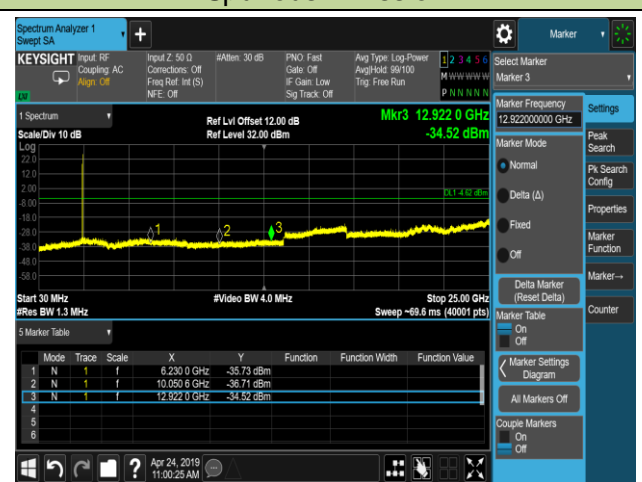 Spectrum Analyzer 1
Swept SA
+
Marker
KEYSIGHT
Input: RF
Coupling: AC
Align: Off
Input Z: 50 Ω
Corrections: Off
Freq Ref: Int (S)
NFE: Off
#Atten: 30 dB
PNO: Fast
Gate: Off
IF Gain: Low
Sig Track: Off
Avg Type: Log-Power
Avg|Hold: 99/100
Trig: Free Run
1 2 3 4 5 6
M W W W W W
P N N N N N
Select Marker
Marker 3
1 Spectrum
Scale/Div 10 dB
Log
Ref Lvl Offset 12.00 dB
Ref Level 32.00 dBm
Mkr3 12.922 0 GHz
-34.52 dBm
22.0
12.0
2.00
-8.00
-18.0
-28.0
-38.0
-48.0
-58.0
DL1 -4.62 dBm
1
2
3
Start 30 MHz
#Res BW 1.3 MHz
#Video BW 4.0 MHz
Stop 25.00 GHz
Sweep ~69.6 ms (40001 pts)
5 Marker Table
Mode Trace Scale X Y Function Function Width Function Value
1 N 1 f 6.230 0 GHz -35.73 dBm
2 N 1 f 10.050 6 GHz -36.71 dBm
3 N 1 f 12.922 0 GHz -34.52 dBm
4
5
6
Marker Frequency
12.922000000 GHz
Marker Mode
Normal
Delta (Δ)
Fixed
Off
Delta Marker
(Reset Delta)
Marker Table
On
Off
Marker Settings
Diagram
All Markers Off
Couple Markers
On
Off
Settings
Peak
Search
Pk Search
Config
Properties
Marker
Function
Marker→
Counter
?
Apr 24, 2019
11:00:25 AM